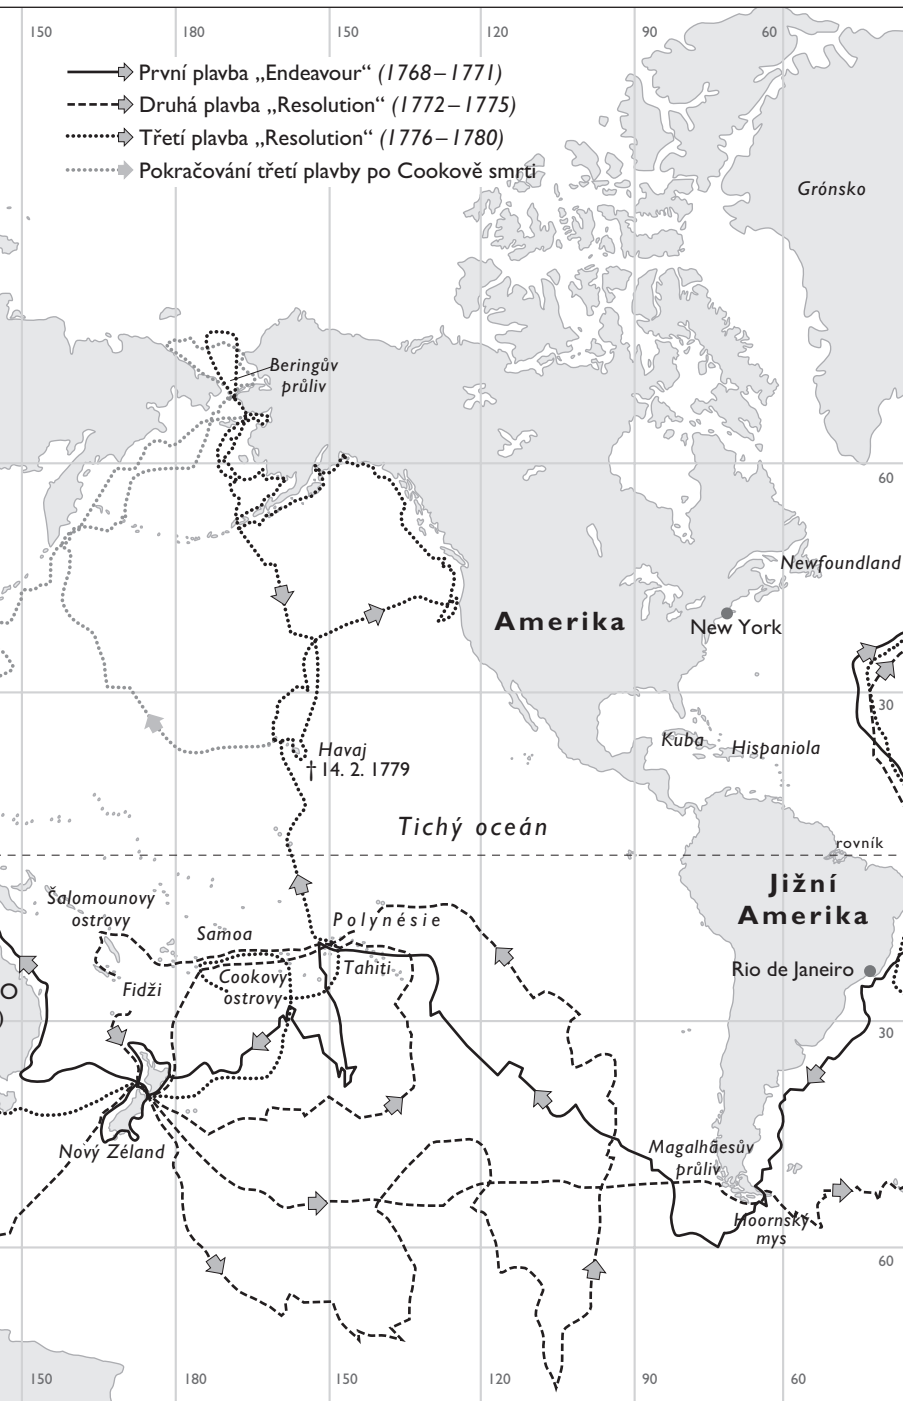 150 180 150 120 90 60
První plavba „Endeavour“ (1768–1771)
Druhá plavba „Resolution“ (1772–1775)
Třetí plavba „Resolution“ (1776–1780)
Pokračování třetí plavby po Cookově smrti
Grónsko
Beringův
průliv
60
Newfoundland
Amerika
New York
30
Kuba
Hispaniola
Havaj
† 14. 2. 1779
Tichý oceán
rovník
Jižní
Amerika
Šalomounovy
ostrovy
Polynésie
Samoa
Tahiti
Rio de Janeiro
Cookovy
ostrovy
Fidži
30
Nový Zéland
Magalhãesův
průliv
Hoornský
mys
60
150 180 150 120 90 60